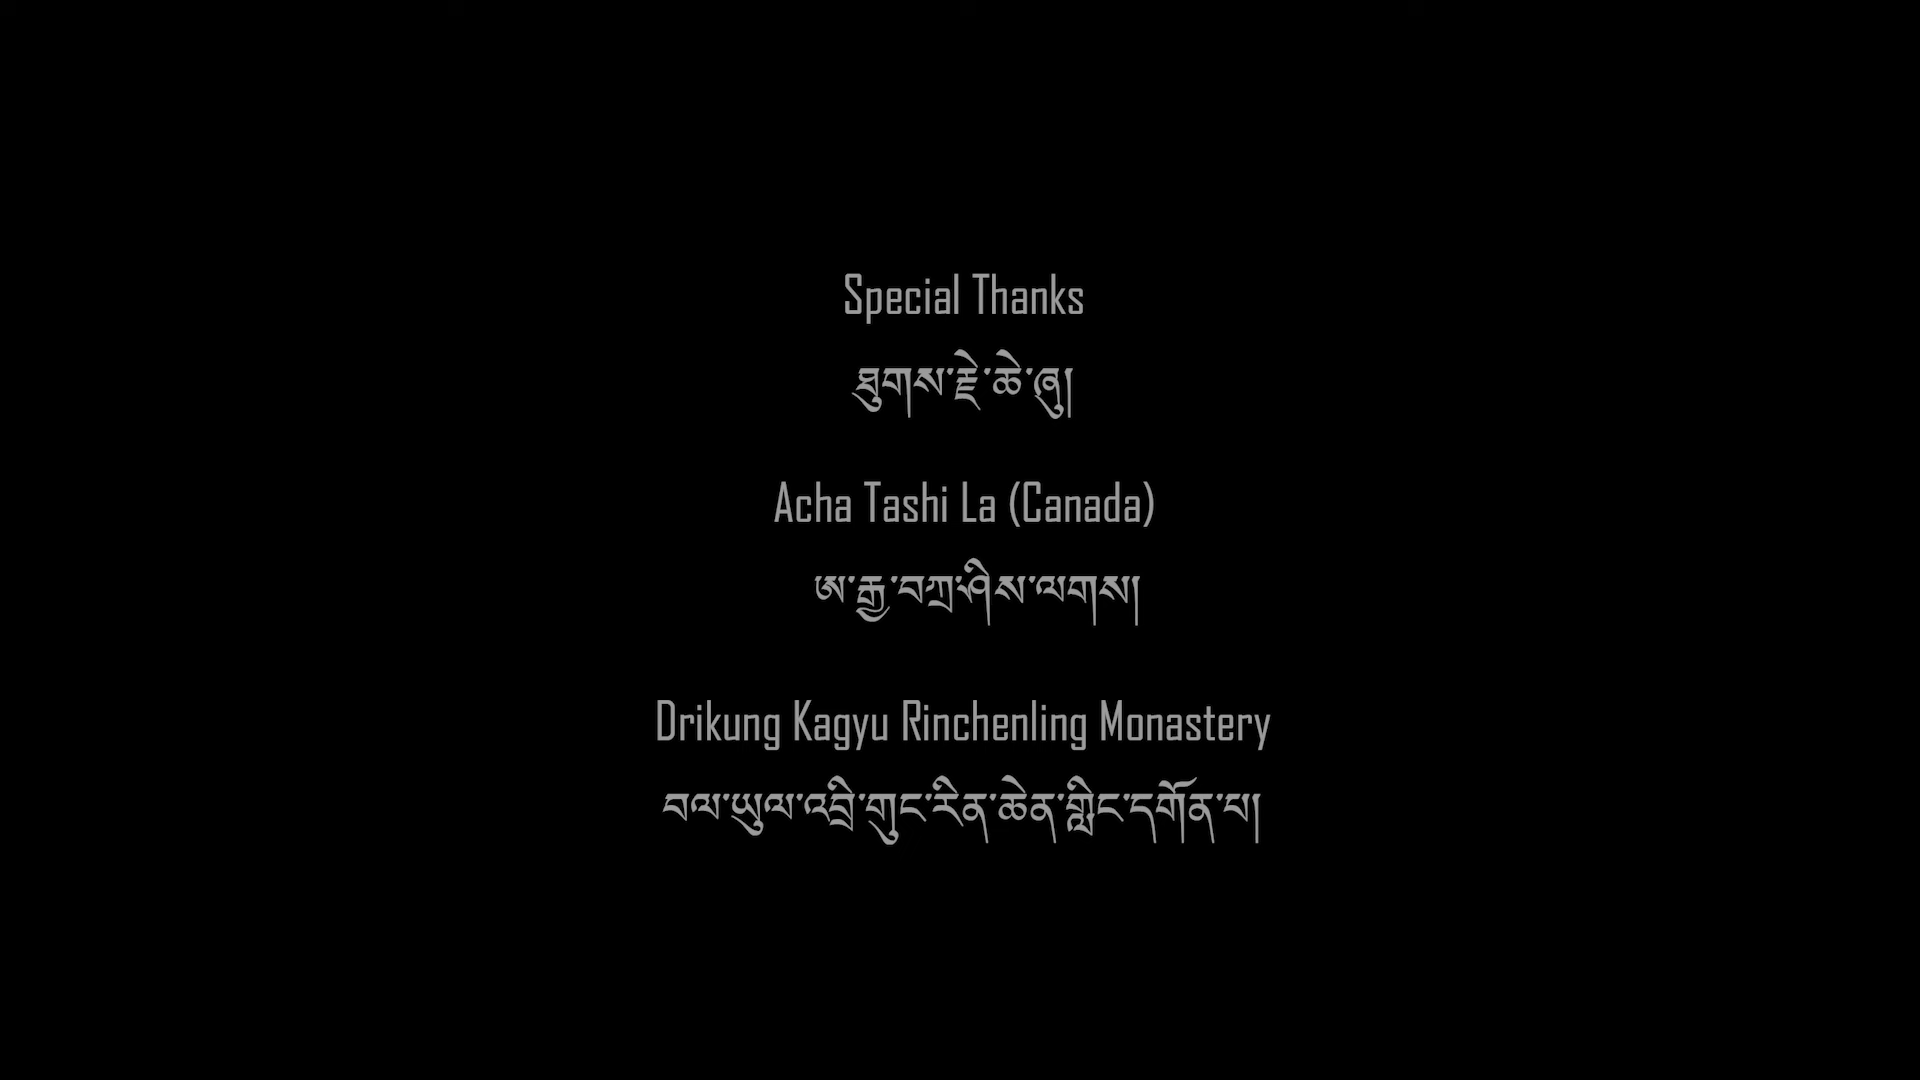 Special Thanks
ཐུགས་རྗེ་ཆེ་ཞུ།
Acha Tashi La (Canada)
ཨ་རྒྱ་བཀྲ་ཤིས་ལགས།
Drikung Kagyu Rinchenling Monastery
བལ་ཡུལ་འབྲི་གུང་རིན་ཆེན་གླིང་དགོན་པ།